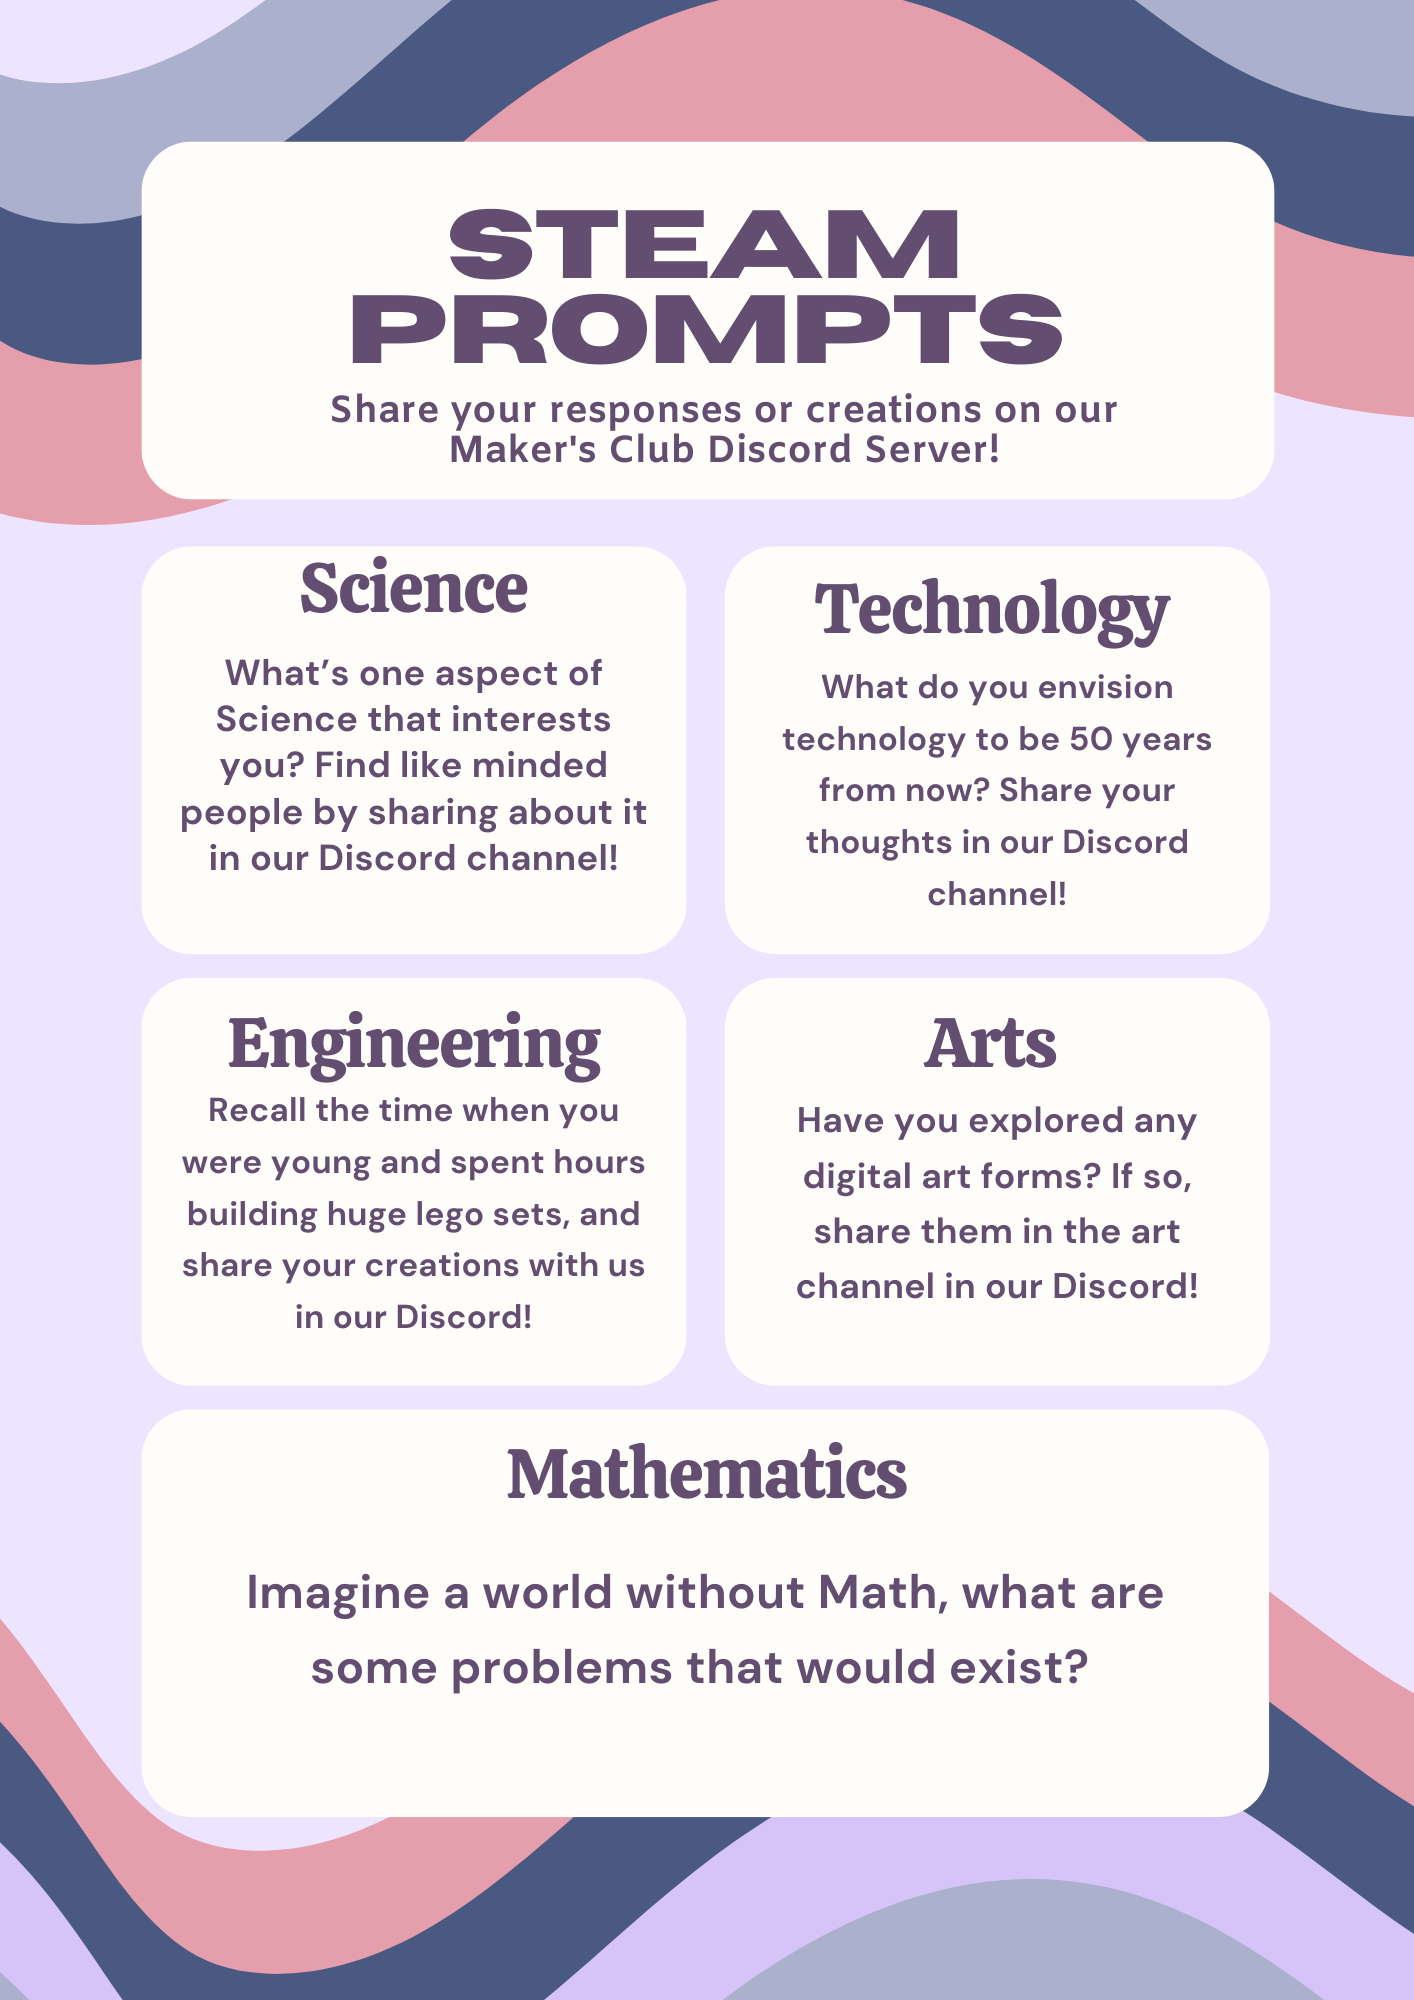 STEAM
PROMPTS
Share your responses or creations on our
Maker's Club Discord Server!
Science
What’s one aspect of
Science that interests
you? Find like minded
people by sharing about it
in our Discord channel!
Technology
What do you envision
technology to be 50 years
from now? Share your
thoughts in our Discord
channel!
Engineering
Recall the time when you
were young and spent hours
building huge lego sets, and
share your creations with us
in our Discord!
Arts
Have you explored any
digital art forms? If so,
share them in the art
channel in our Discord!
Mathematics
Imagine a world without Math, what are
some problems that would exist?